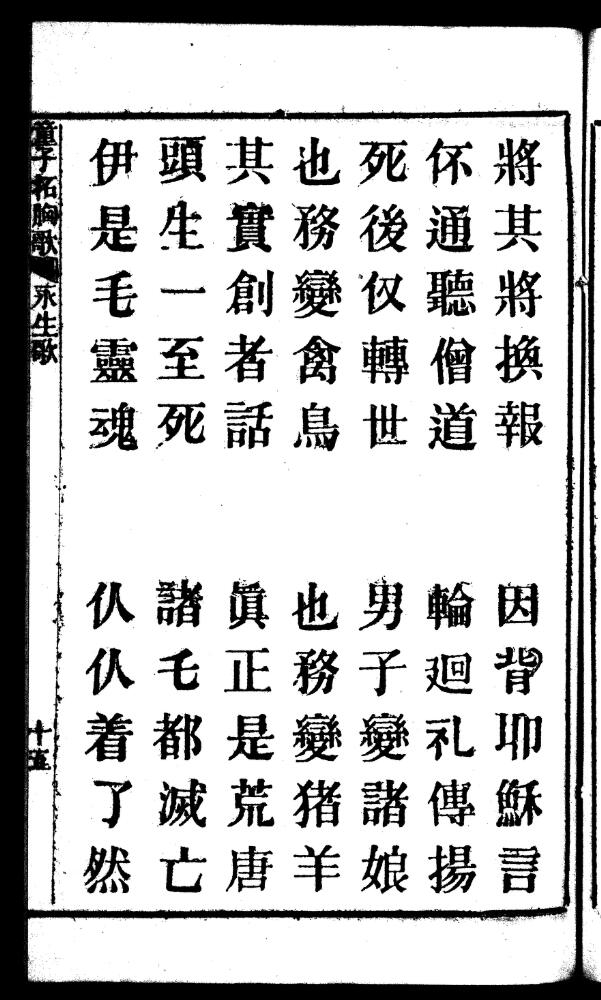 將其將換報　因背耶穌言
伓通聽僧道　輪迴礼傳揚
死後仅轉世　男子變諸娘
也務變禽鳥　也務變猪羊
其實創者話　眞正是荒唐
頭生一至死　諸乇都滅亡
伊是毛靈魂　仈仈着了然
童子拓胸歌　永生歌　十五